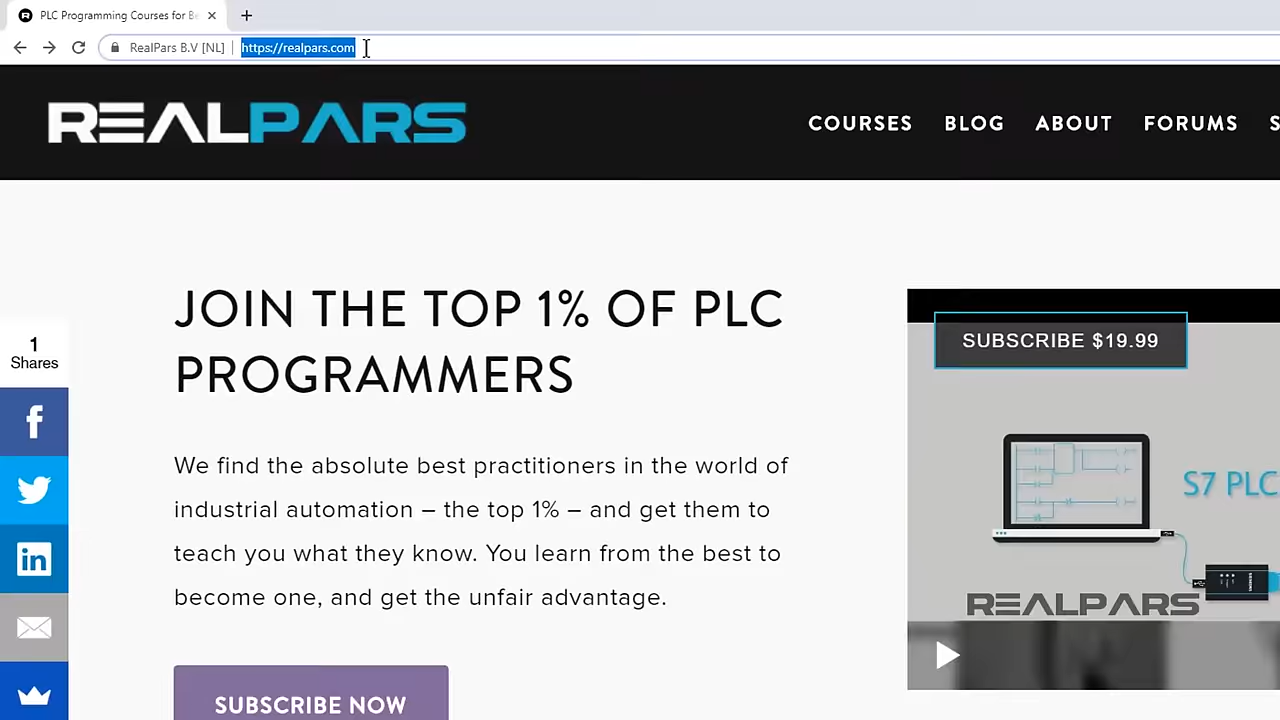 PLC Programming Courses for Be
RealPars B.V [NL]
https://realpars.com
REALPARS
COURSES
BLOG
ABOUT
FORUMS
S
JOIN THE TOP 1% OF PLC
PROGRAMMERS
We find the absolute best practitioners in the world of
industrial automation – the top 1% – and get them to
teach you what they know. You learn from the best to
become one, and get the unfair advantage.
SUBSCRIBE NOW
1
Shares
SUBSCRIBE $19.99
S7 PLC
REALPARS